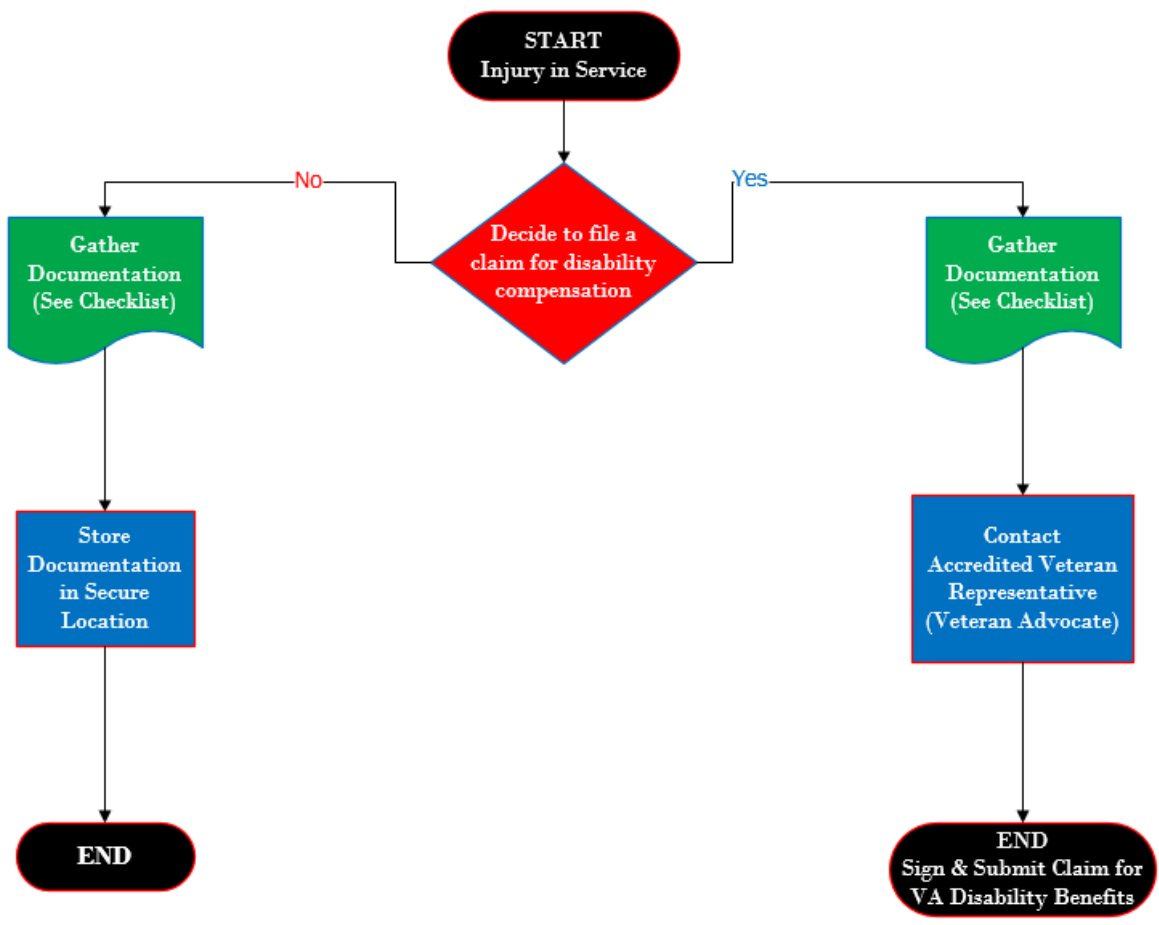 START
Injury in Service
No
Yes
Decide to file a
claim for disability
compensation
Gather
Documentation
(See Checklist)
Gather
Documentation
(See Checklist)
Store
Documentation
in Secure
Location
Contact
Accredited Veteran
Representative
(Veteran Advocate)
END
END
Sign & Submit Claim for
VA Disability Benefits